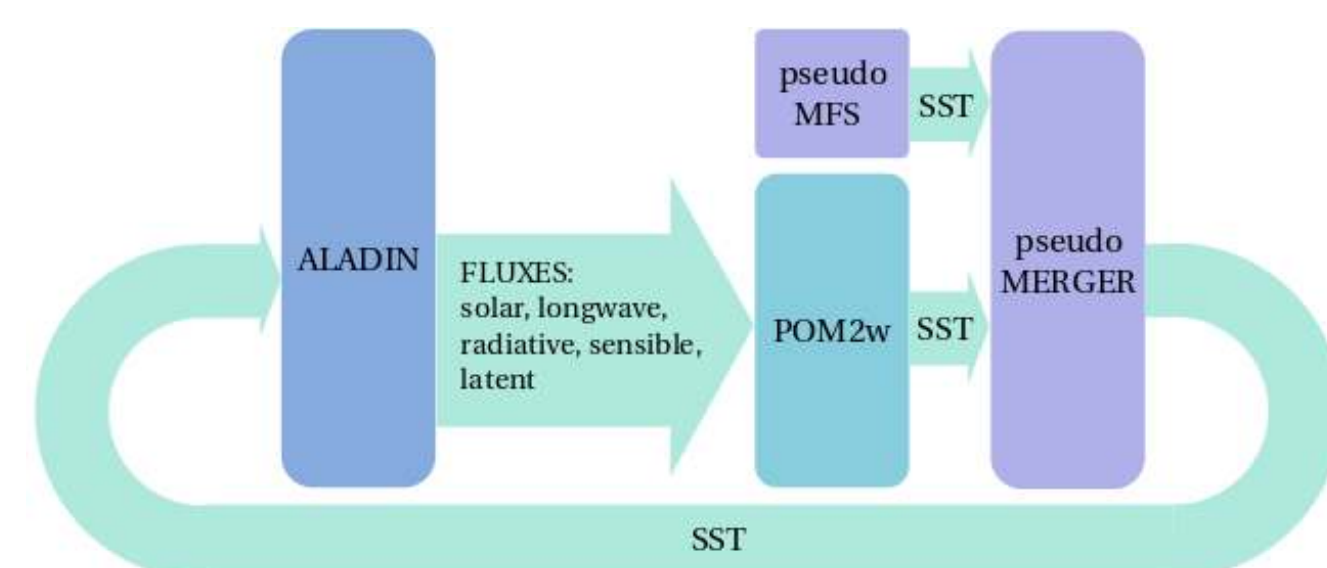 ALADIN
FLUXES:
solar, longwave,
radiative, sensible,
latent
pseudo
MFS
SST
POM2w
SST
pseudo
MERGER
SST